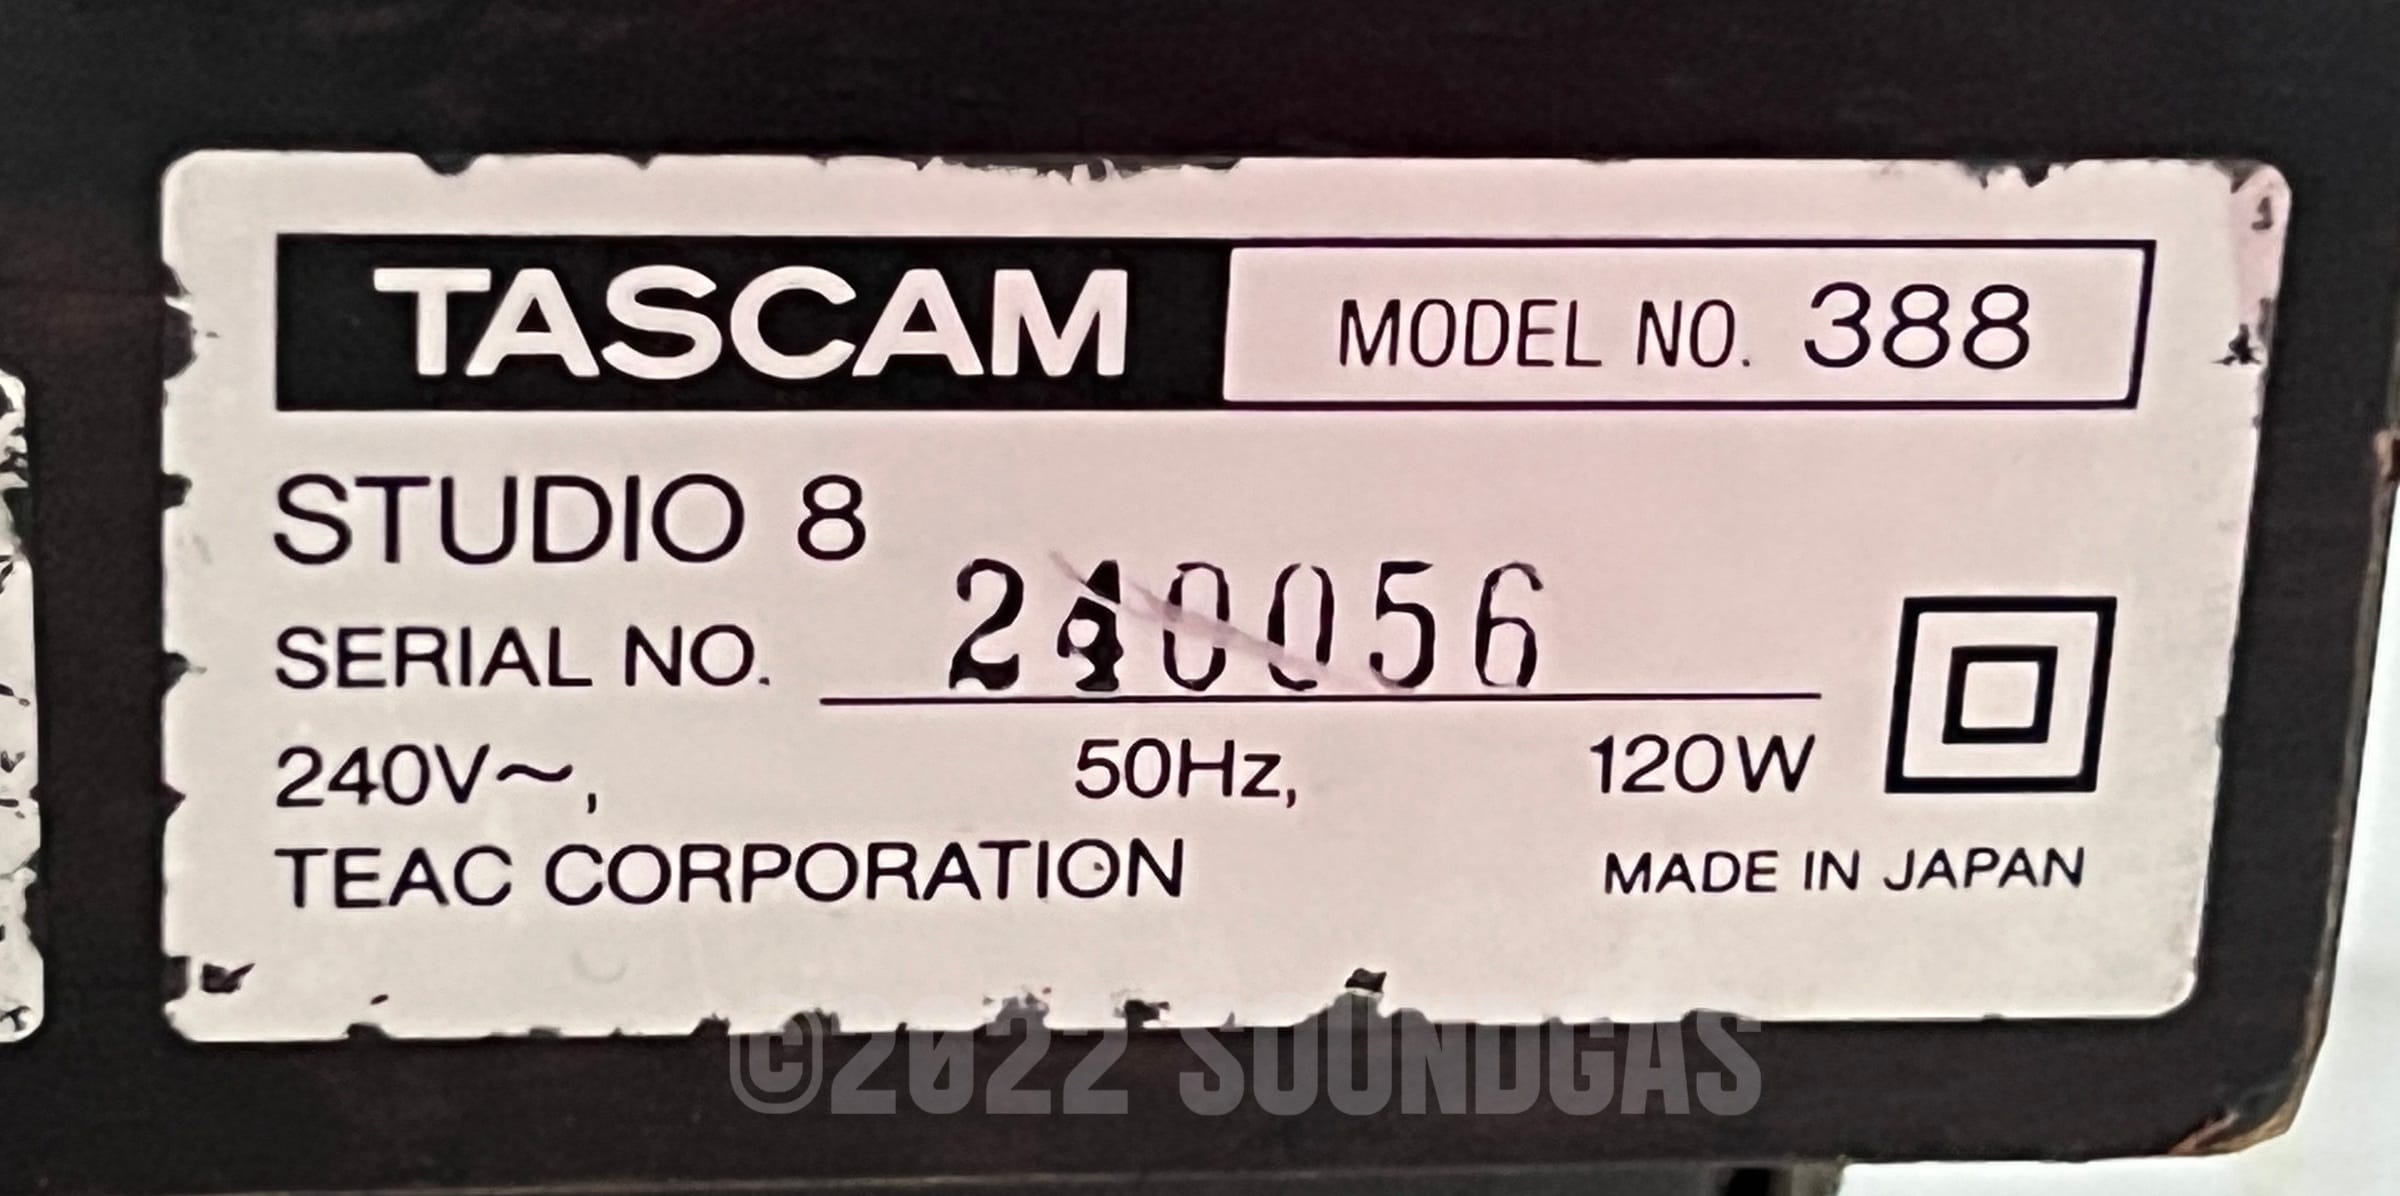 TASCAM MODEL NO. 388
STUDIO 8
SERIAL NO. 240056
240V~, 50Hz, 120W
TEAC CORPORATION MADE IN JAPAN
©2022 SOUNDGAS